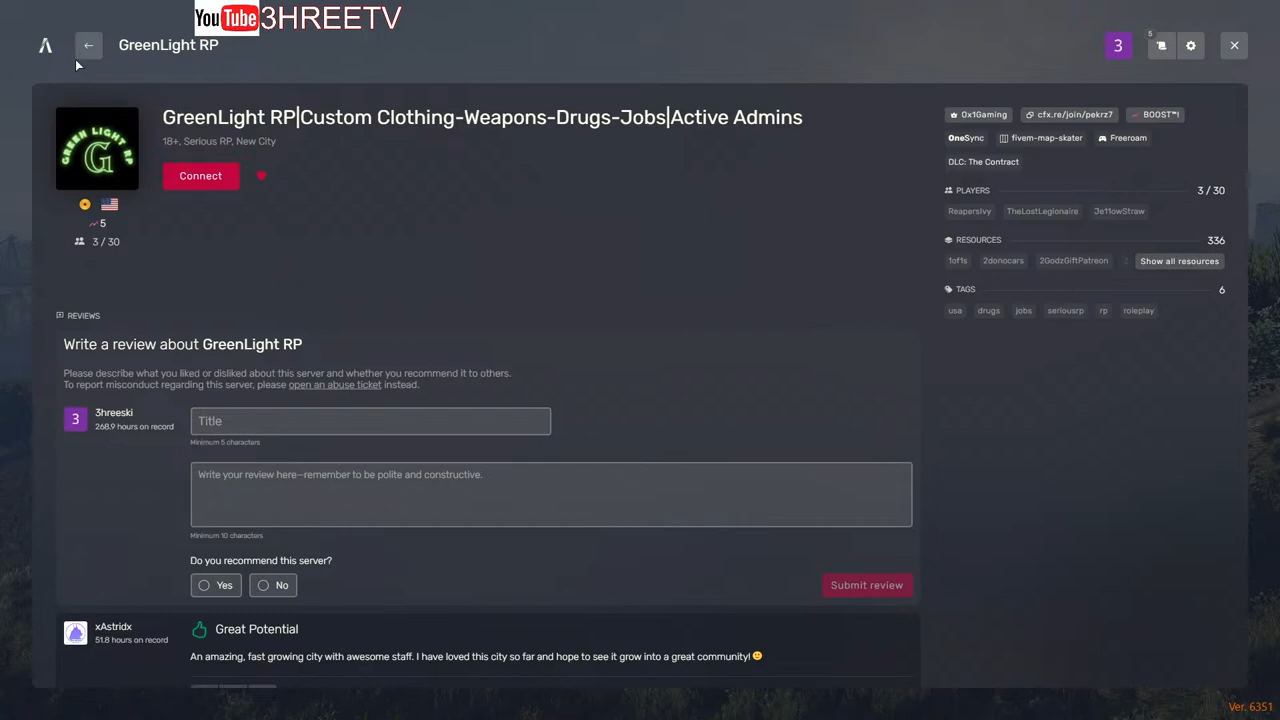 YouTube 3HREETV
GreenLight RP
3
5
GREEN LIGHT RP
G
GreenLight RP|Custom Clothing-Weapons-Drugs-Jobs|Active Admins
18+, Serious RP, New City
Connect
5
3 / 30
0x1Gaming
cfx.re/join/pekrz7
BOOST™!
OneSync
fivem-map-skater
Freeroam
DLC: The Contract
PLAYERS
3 / 30
ReapersIvy
TheLostLegionaire
Je11owStraw
RESOURCES
336
1of1s
2donocars
2GodzGiftPatreon
Show all resources
TAGS
6
usa
drugs
jobs
seriousrp
rp
roleplay
REVIEWS
Write a review about GreenLight RP
Please describe what you liked or disliked about this server and whether you recommend it to others.
To report misconduct regarding this server, please open an abuse ticket instead.
3
3hreeski
268.9 hours on record
Title
Minimum 5 characters
Write your review here—remember to be polite and constructive.
Minimum 10 characters
Do you recommend this server?
Yes
No
Submit review
xAstridx
51.8 hours on record
Great Potential
An amazing, fast growing city with awesome staff. I have loved this city so far and hope to see it grow into a great community! 🙂
Ver. 6351